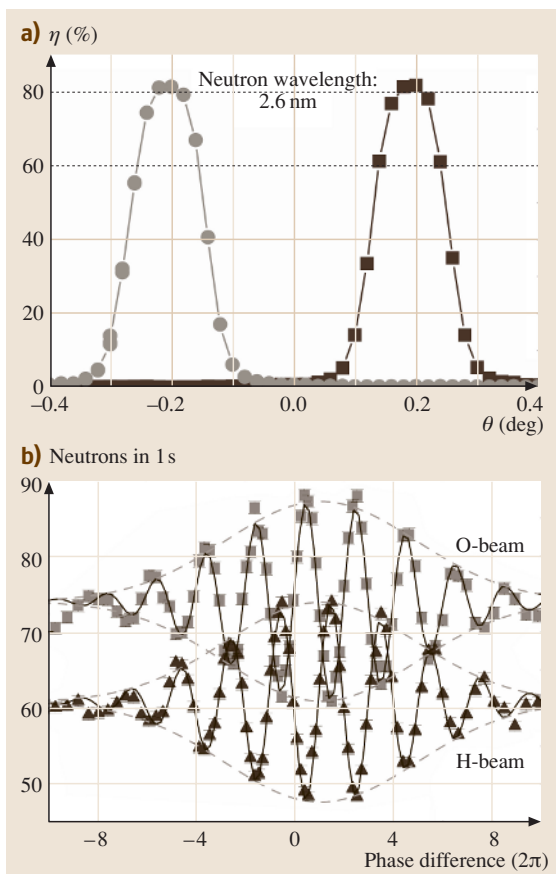 a) η (%)
Neutron wavelength:
2.6 nm
80
60
40
20
0
−0.4 −0.2 0.0 0.2 0.4
θ (deg)
b) Neutrons in 1 s
90
80
O-beam
70
60
H-beam
50
−8 −4 0 4 8
Phase difference (2π)